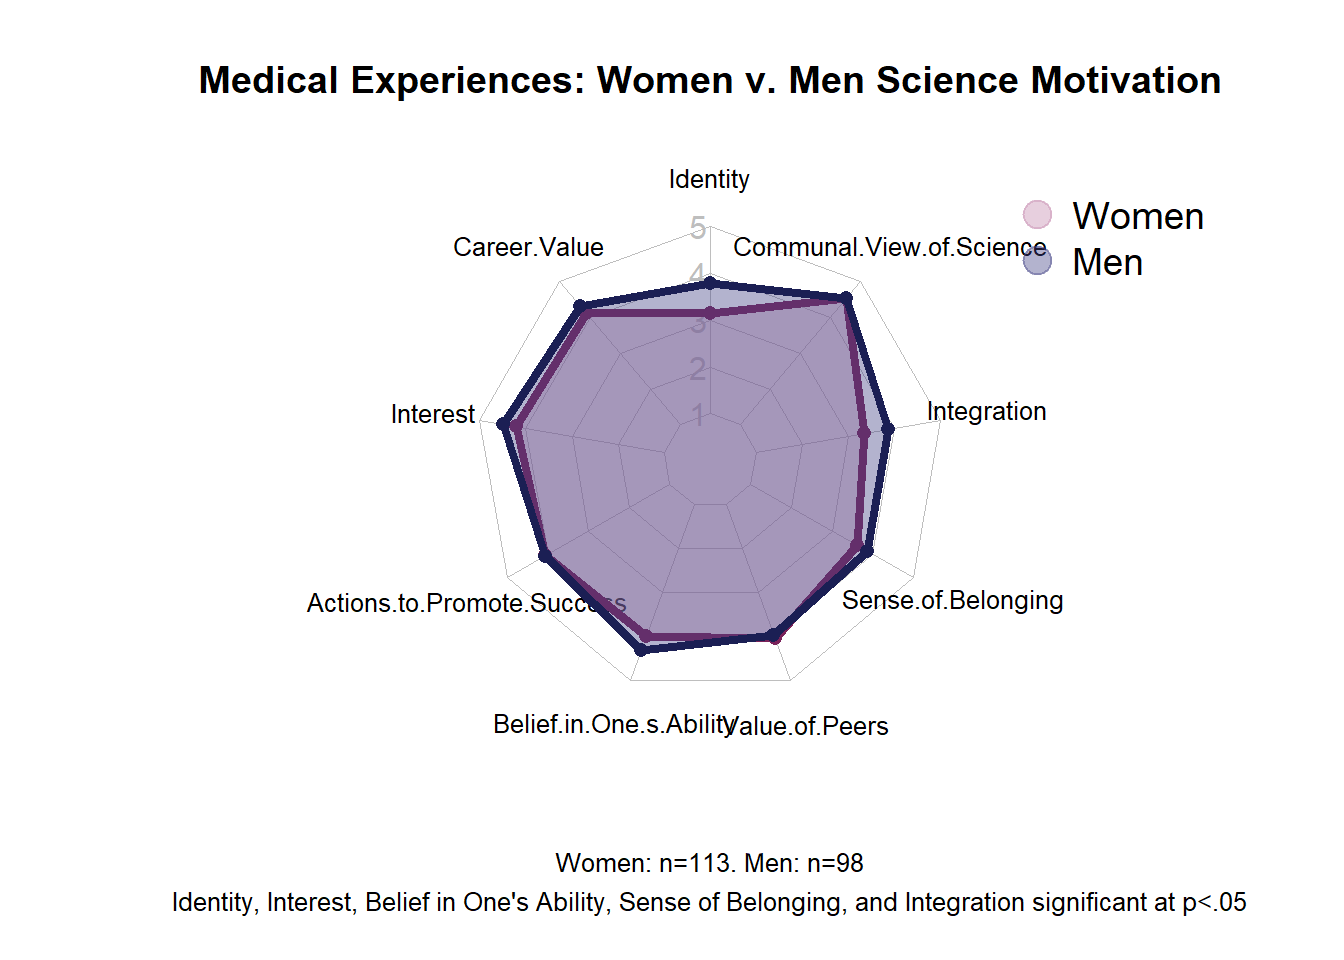 Medical Experiences: Women v. Men Science Motivation
Identity
5
Women
Career.Value
Communal.View.of.Science
Men
4
3
2
1
Interest
Integration
Actions.to.Promote.Success
Sense.of.Belonging
Belief.in.One.s.Ability
Value.of.Peers
Women: n=113. Men: n=98
Identity, Interest, Belief in One's Ability, Sense of Belonging, and Integration significant at p<.05